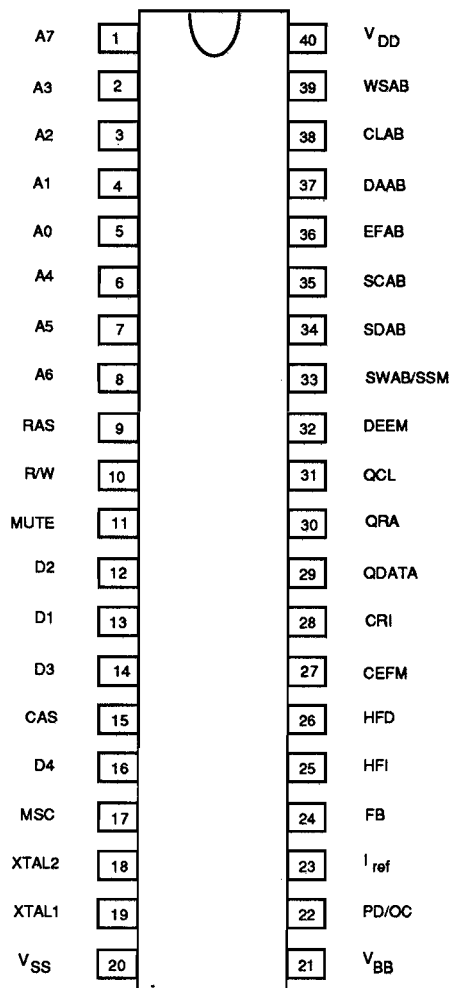 A7 1 40 VDD
A3 2 39 WSAB
A2 3 38 CLAB
A1 4 37 DAAB
A0 5 36 EFAB
A4 6 35 SCAB
A5 7 34 SDAB
A6 8 33 SWAB/SSM
RAS 9 32 DEEM
R/W 10 31 QCL
MUTE 11 30 QRA
D2 12 29 QDATA
D1 13 28 CRI
D3 14 27 CEFM
CAS 15 26 HFD
D4 16 25 HFI
MSC 17 24 FB
XTAL2 18 23 Iref
XTAL1 19 22 PD/OC
VSS 20 21 VBB